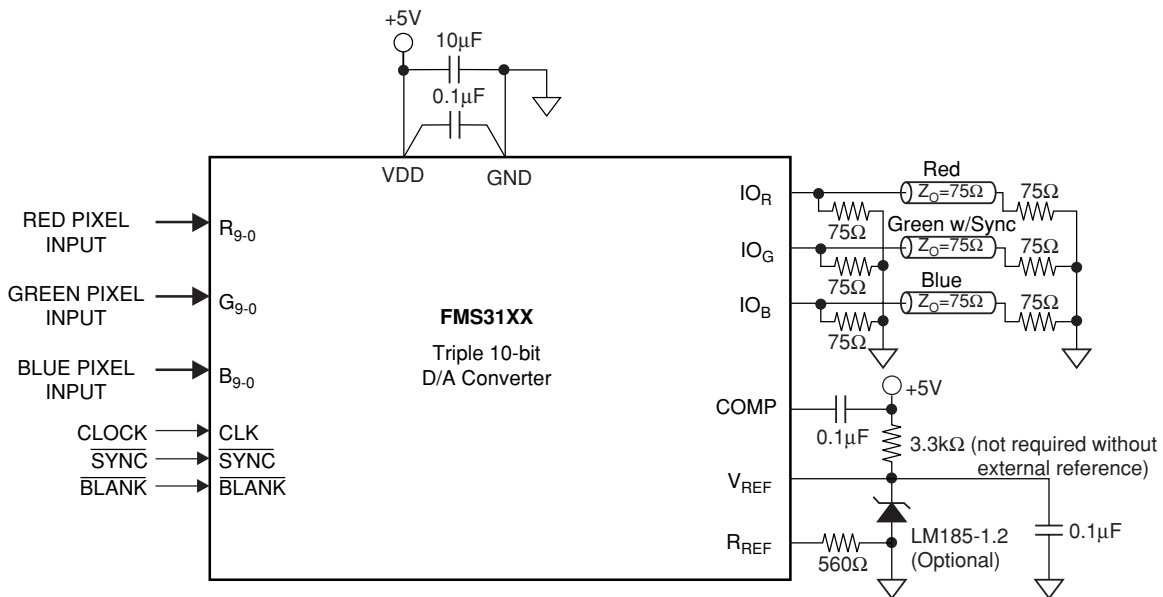 +5V
10µF
0.1µF
VDD
GND
RED PIXEL
INPUT
R9-0
GREEN PIXEL
INPUT
G9-0
BLUE PIXEL
INPUT
B9-0
CLOCK
CLK
SYNC
SYNC
BLANK
BLANK
FMS31XX
Triple 10-bit
D/A Converter
IOR
Red
ZO=75Ω
75Ω
75Ω
IOG
Green w/Sync
ZO=75Ω
75Ω
75Ω
IOB
Blue
ZO=75Ω
75Ω
75Ω
COMP
0.1µF
+5V
3.3kΩ (not required without
external reference)
VREF
LM185-1.2
(Optional)
0.1µF
RREF
560Ω